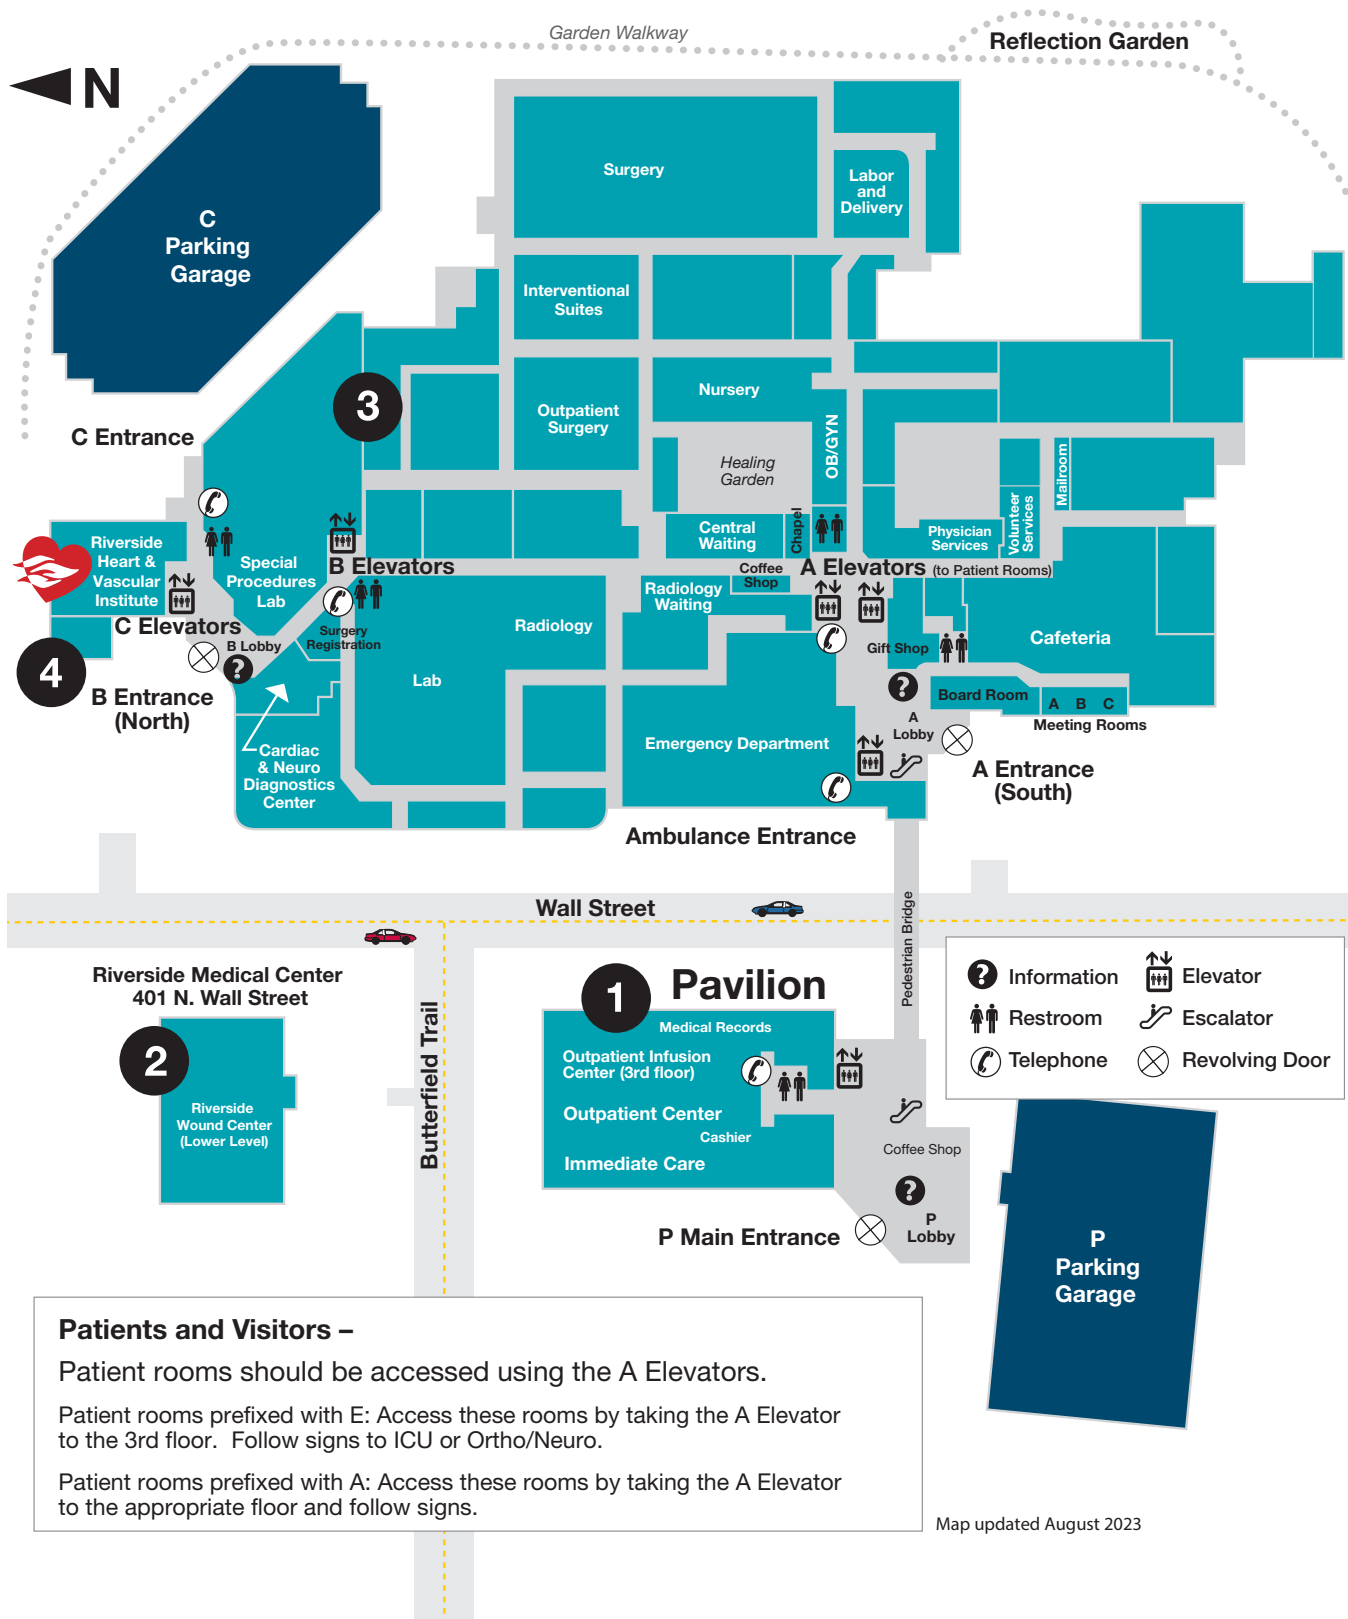 Garden Walkway
Reflection Garden
N
C
Parking
Garage
Surgery
Labor
and
Delivery
Interventional
Suites
3
Nursery
Outpatient
Surgery
OB/GYN
C Entrance
Healing
Garden
Mailroom
Volunteer
Services
Central
Waiting
Chapel
Physician
Services
Riverside
Heart &
Vascular
Institute
Special
Procedures
Lab
B Elevators
Coffee
Shop
A Elevators (to Patient Rooms)
Radiology
Waiting
C Elevators
Surgery
Registration
Radiology
Cafeteria
B Lobby
Gift Shop
4
Lab
B Entrance
(North)
Board Room
A B C
Meeting Rooms
A
Lobby
Cardiac
& Neuro
Diagnostics
Center
Emergency Department
A Entrance
(South)
Ambulance Entrance
Wall Street
Pedestrian Bridge
Riverside Medical Center
401 N. Wall Street
Butterfield Trail
1
Pavilion
? Information
Elevator
Restroom
Escalator
Telephone
Revolving Door
2
Riverside
Wound Center
(Lower Level)
Medical Records
Outpatient Infusion
Center (3rd floor)
Outpatient Center
Cashier
Immediate Care
Coffee Shop
?
P
Lobby
P Main Entrance
P
Parking
Garage
Patients and Visitors –
Patient rooms should be accessed using the A Elevators.
Patient rooms prefixed with E: Access these rooms by taking the A Elevator
to the 3rd floor. Follow signs to ICU or Ortho/Neuro.
Patient rooms prefixed with A: Access these rooms by taking the A Elevator
to the appropriate floor and follow signs.
Map updated August 2023